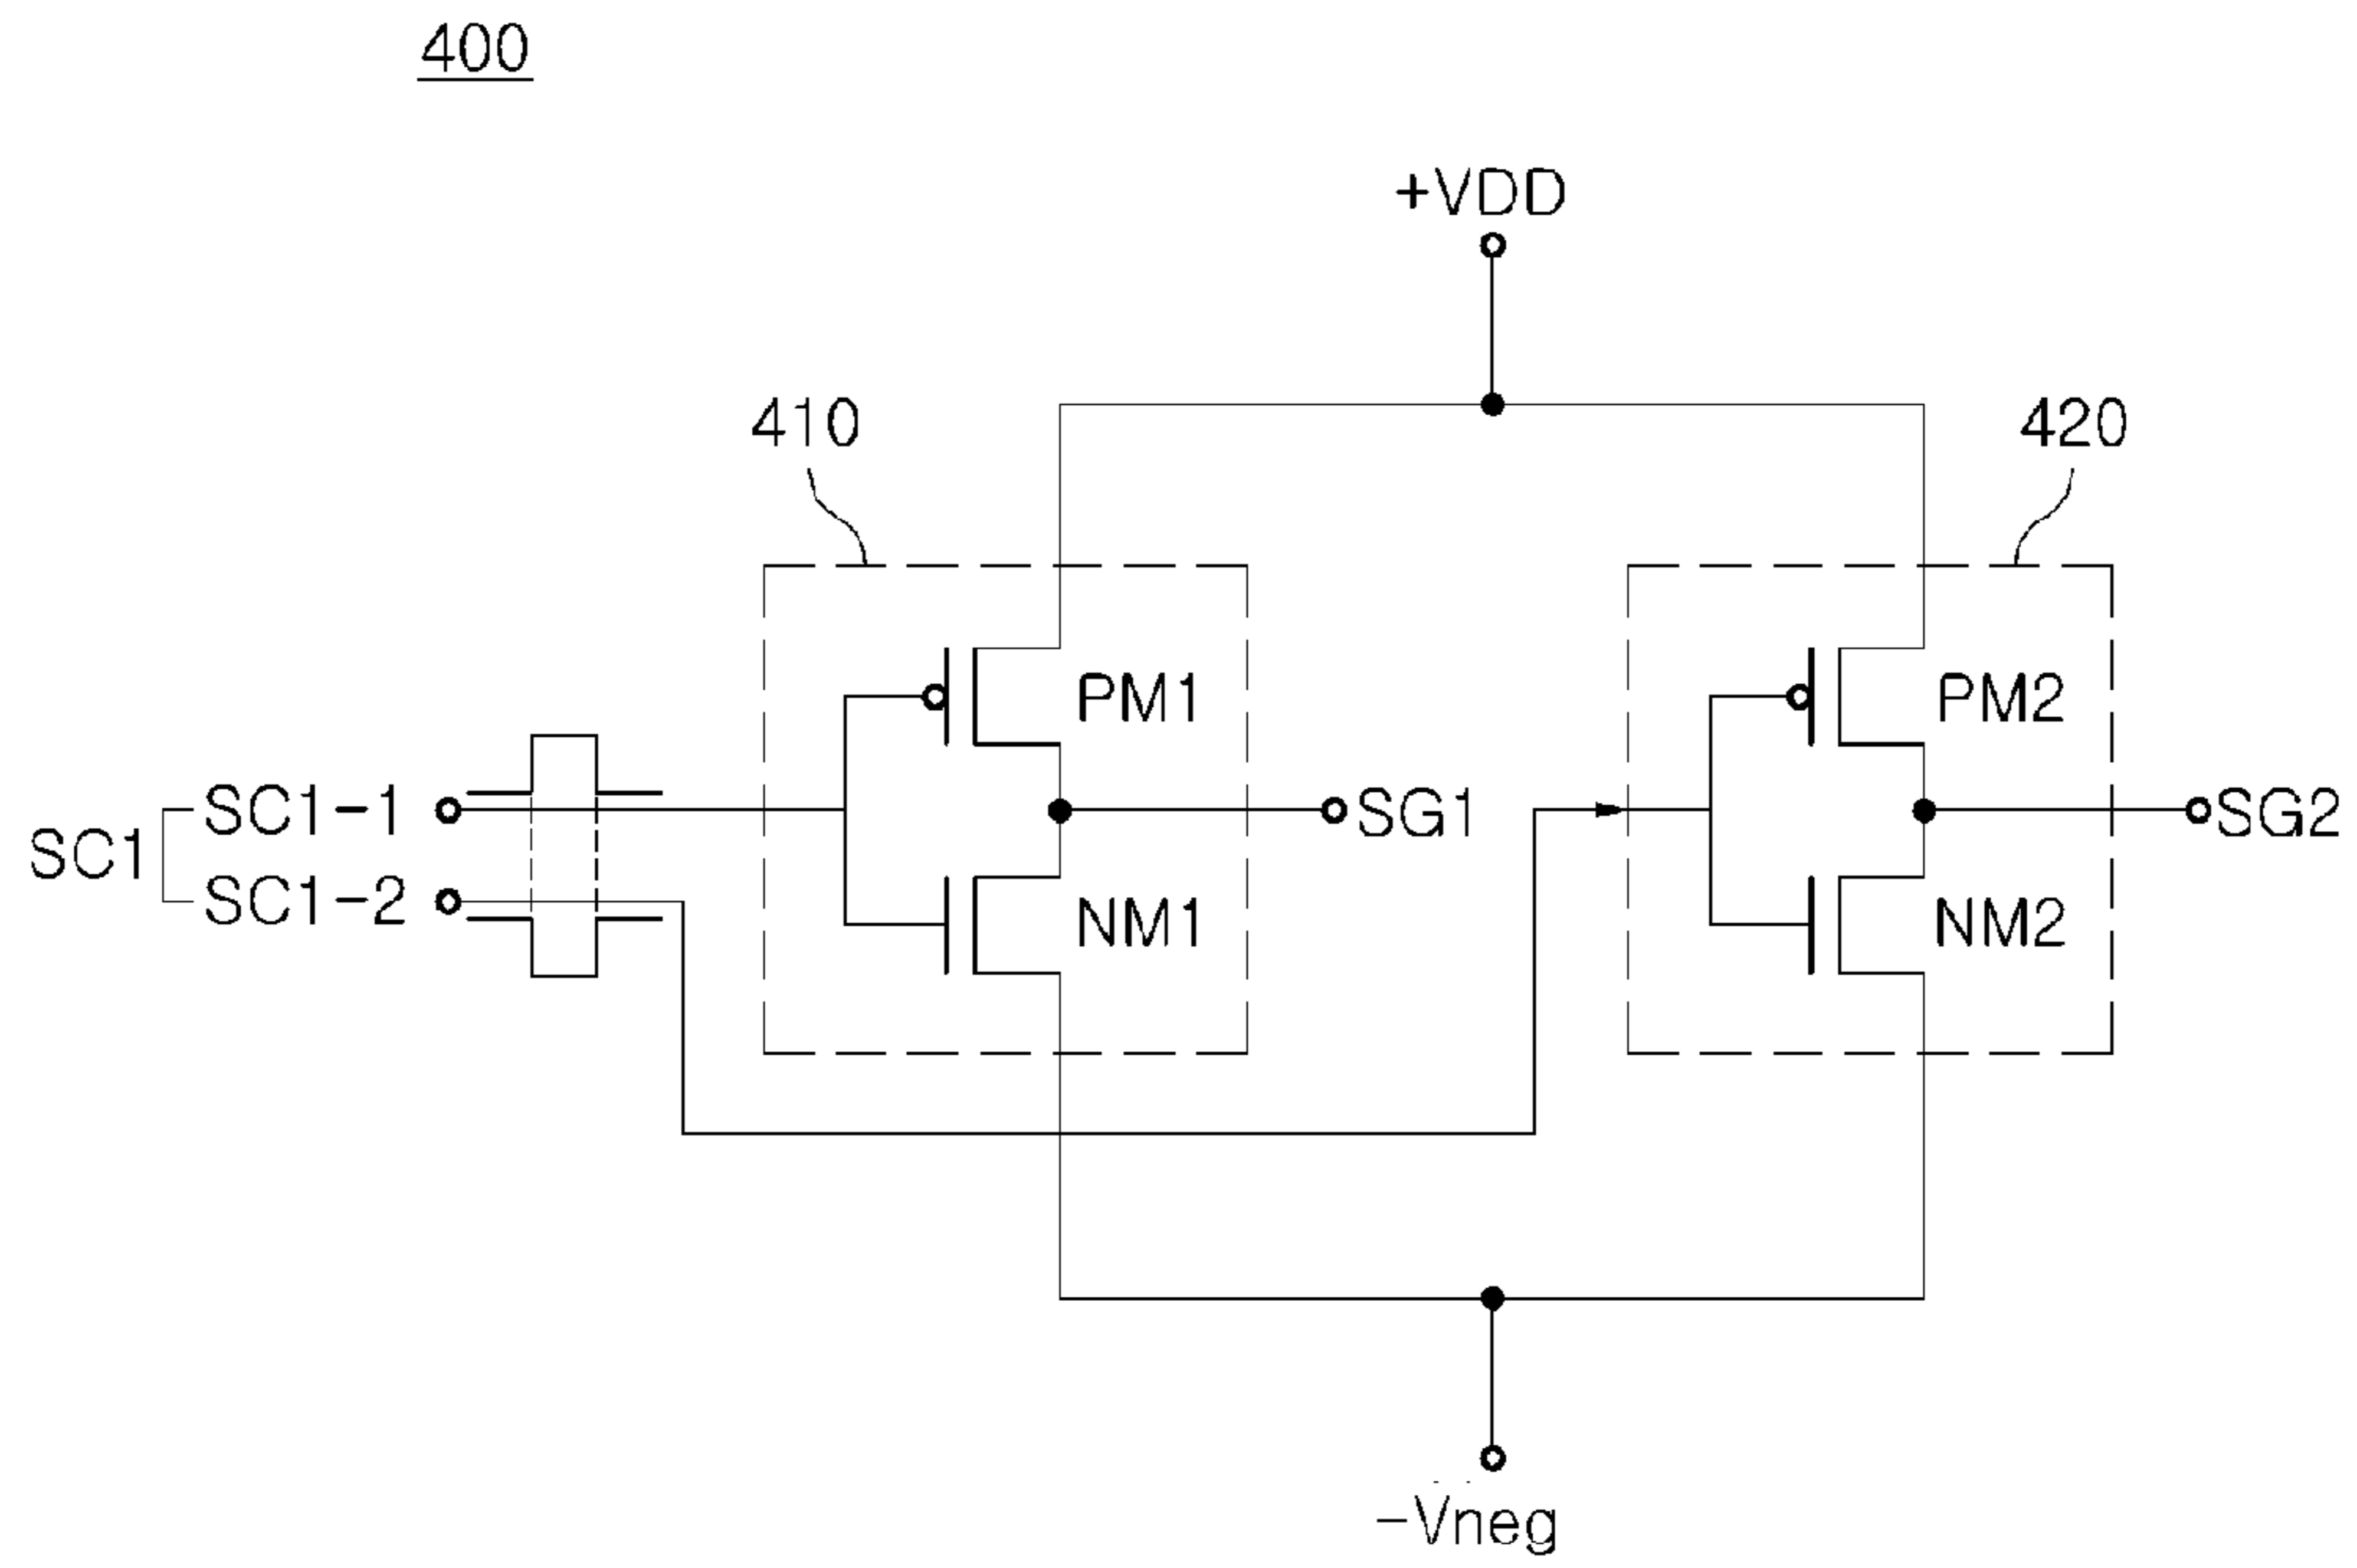 400
+VDD
410
420
PM1
PM2
SC1-1
SG1
SG2
SC1
SC1-2
NM1
NM2
-Vneg